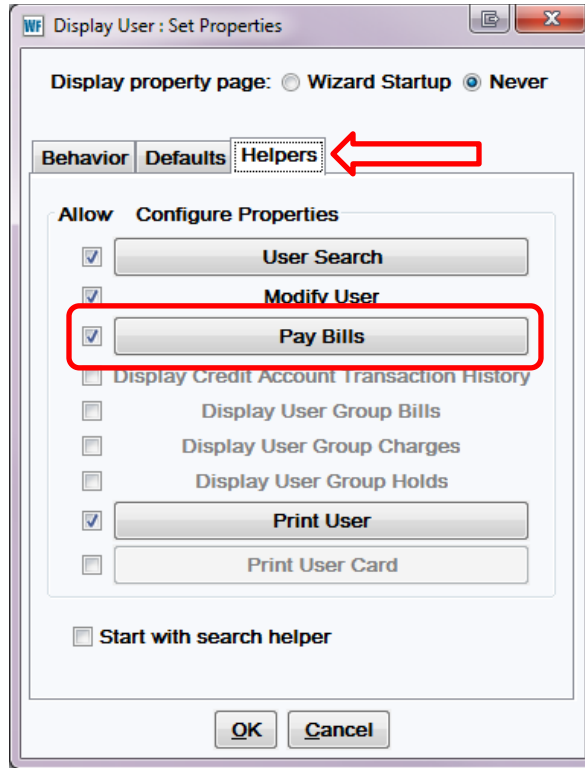 WF Display User : Set Properties
Display property page: Wizard Startup Never
Behavior Defaults Helpers
Allow Configure Properties
User Search
Modify User
Pay Bills
Display Credit Account Transaction History
Display User Group Bills
Display User Group Charges
Display User Group Holds
Print User
Print User Card
Start with search helper
OK Cancel